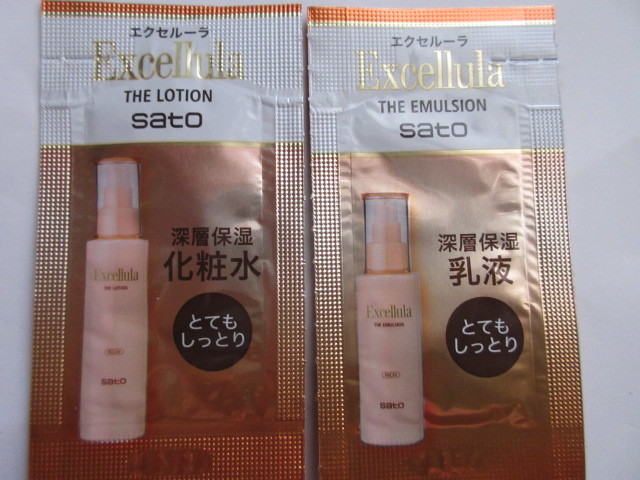 エクセルーラ
Excellula
THE LOTION
sato
深層保湿
化粧水
とても
しっとり
Excellula
THE LOTION
RICH
sato
エクセルーラ
Excellula
THE EMULSION
sato
深層保湿
乳液
とても
しっとり
Excellula
THE EMULSION
RICH
sato